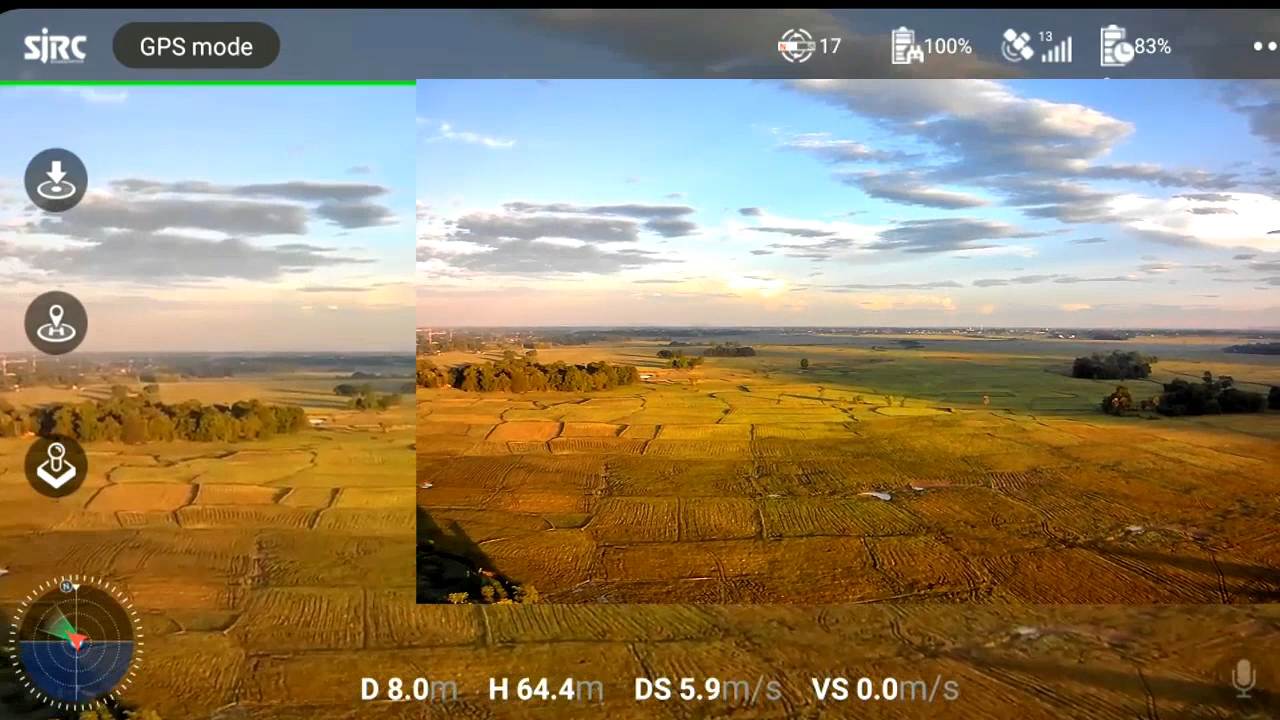 SJRC GPS mode 17 100% 13 83%
N
N
D 8.0m H 64.4m DS 5.9m/s VS 0.0m/s